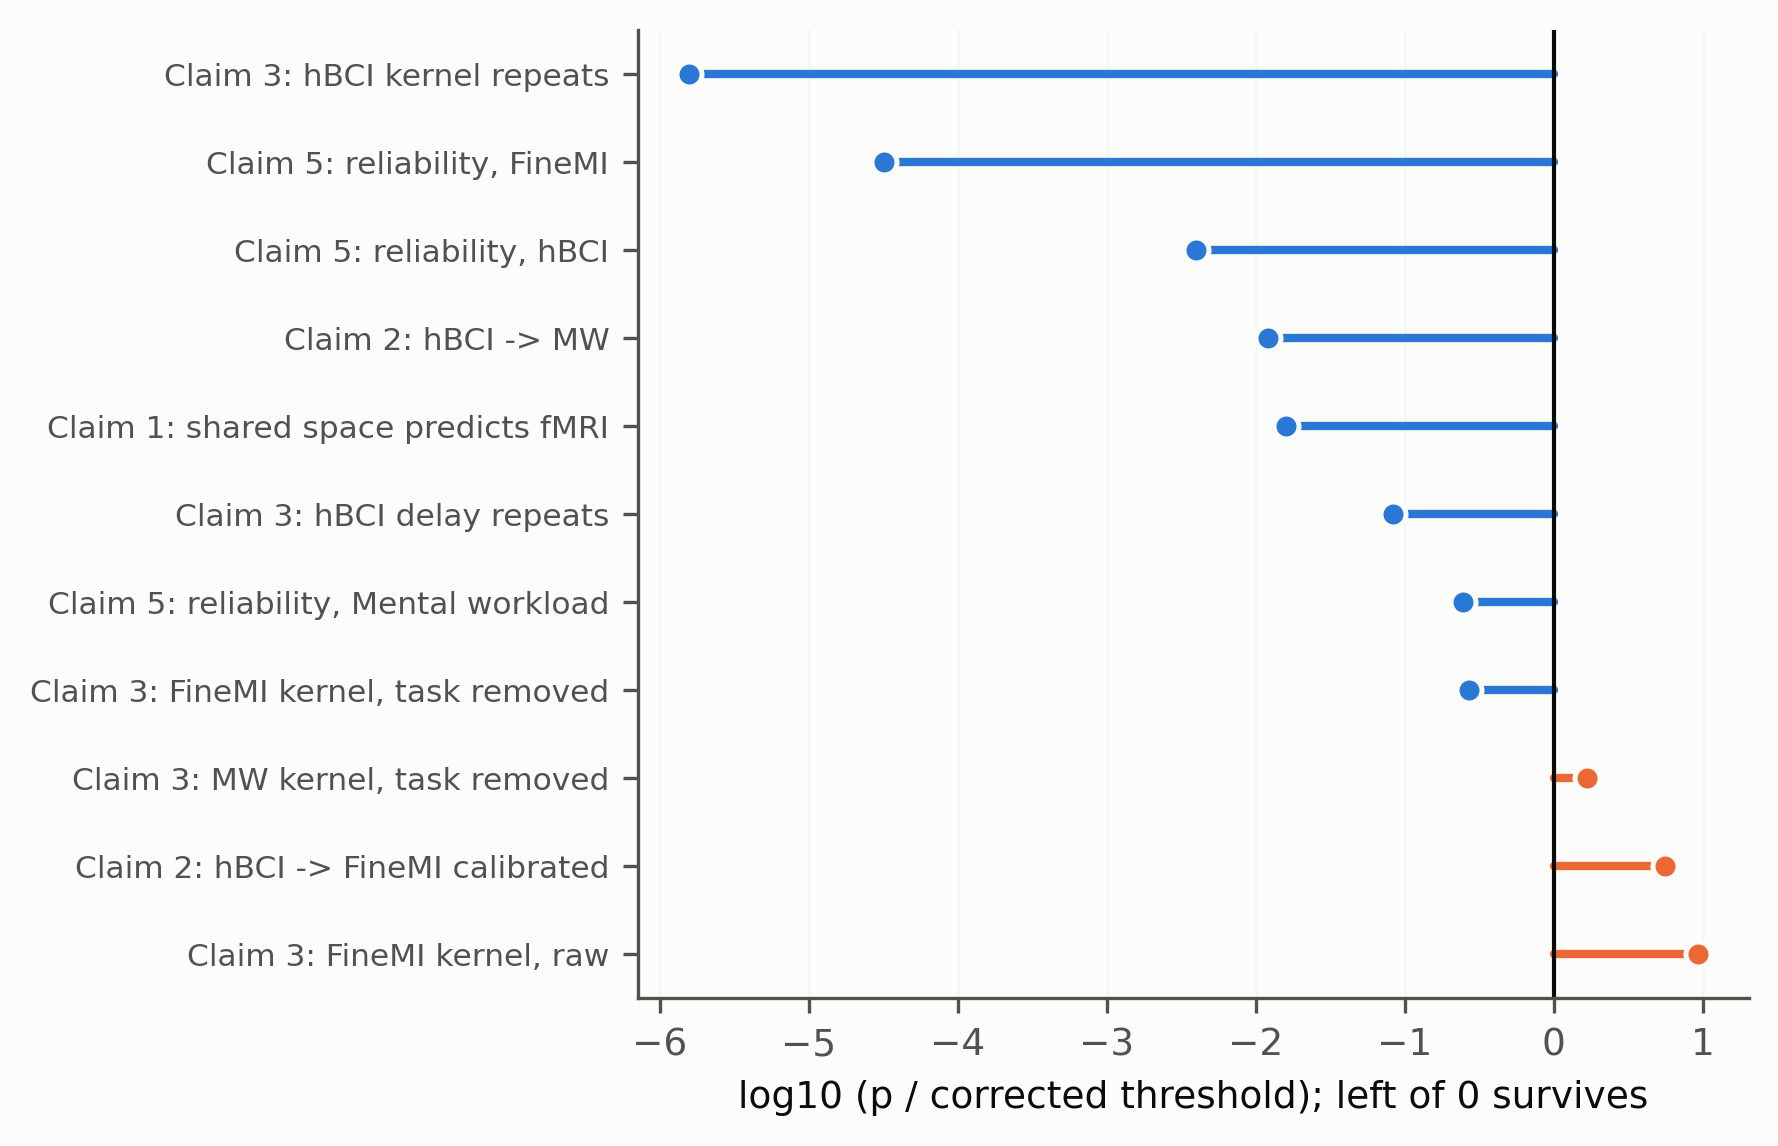 Claim 3: hBCI kernel repeats
Claim 5: reliability, FineMI
Claim 5: reliability, hBCI
Claim 2: hBCI -> MW
Claim 1: shared space predicts fMRI
Claim 3: hBCI delay repeats
Claim 5: reliability, Mental workload
Claim 3: FineMI kernel, task removed
Claim 3: MW kernel, task removed
Claim 2: hBCI -> FineMI calibrated
Claim 3: FineMI kernel, raw
−6 −5 −4 −3 −2 −1 0 1
log10 (p / corrected threshold); left of 0 survives